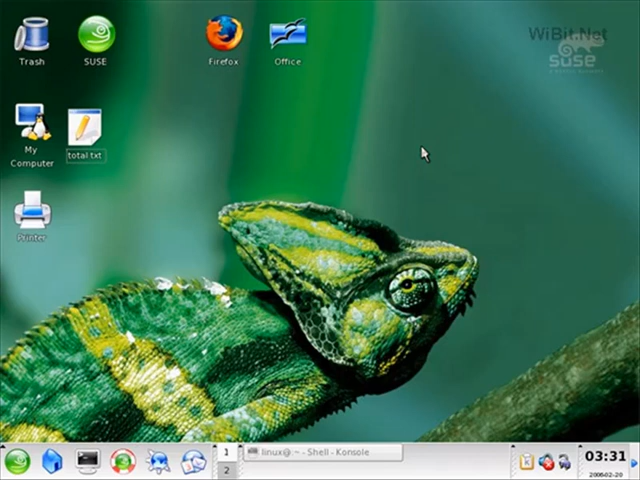 WiBit.Net
SUSE
Trash
SUSE
Firefox
Office
My
Computer
total.txt
Printer
1
2
linux@:~ - Shell - Konsole
03:31
2008-02-20